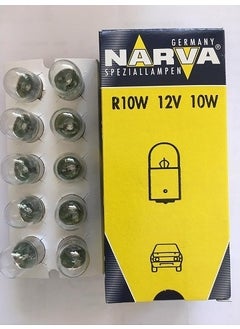 GERMANY
NARVA
SPEZIALLAMPEN
R10W 12V 10W